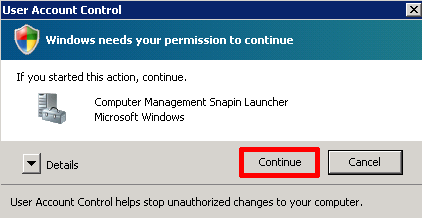 User Account Control
Windows needs your permission to continue
If you started this action, continue.
Computer Management Snapin Launcher
Microsoft Windows
Details
Continue
Cancel
User Account Control helps stop unauthorized changes to your computer.